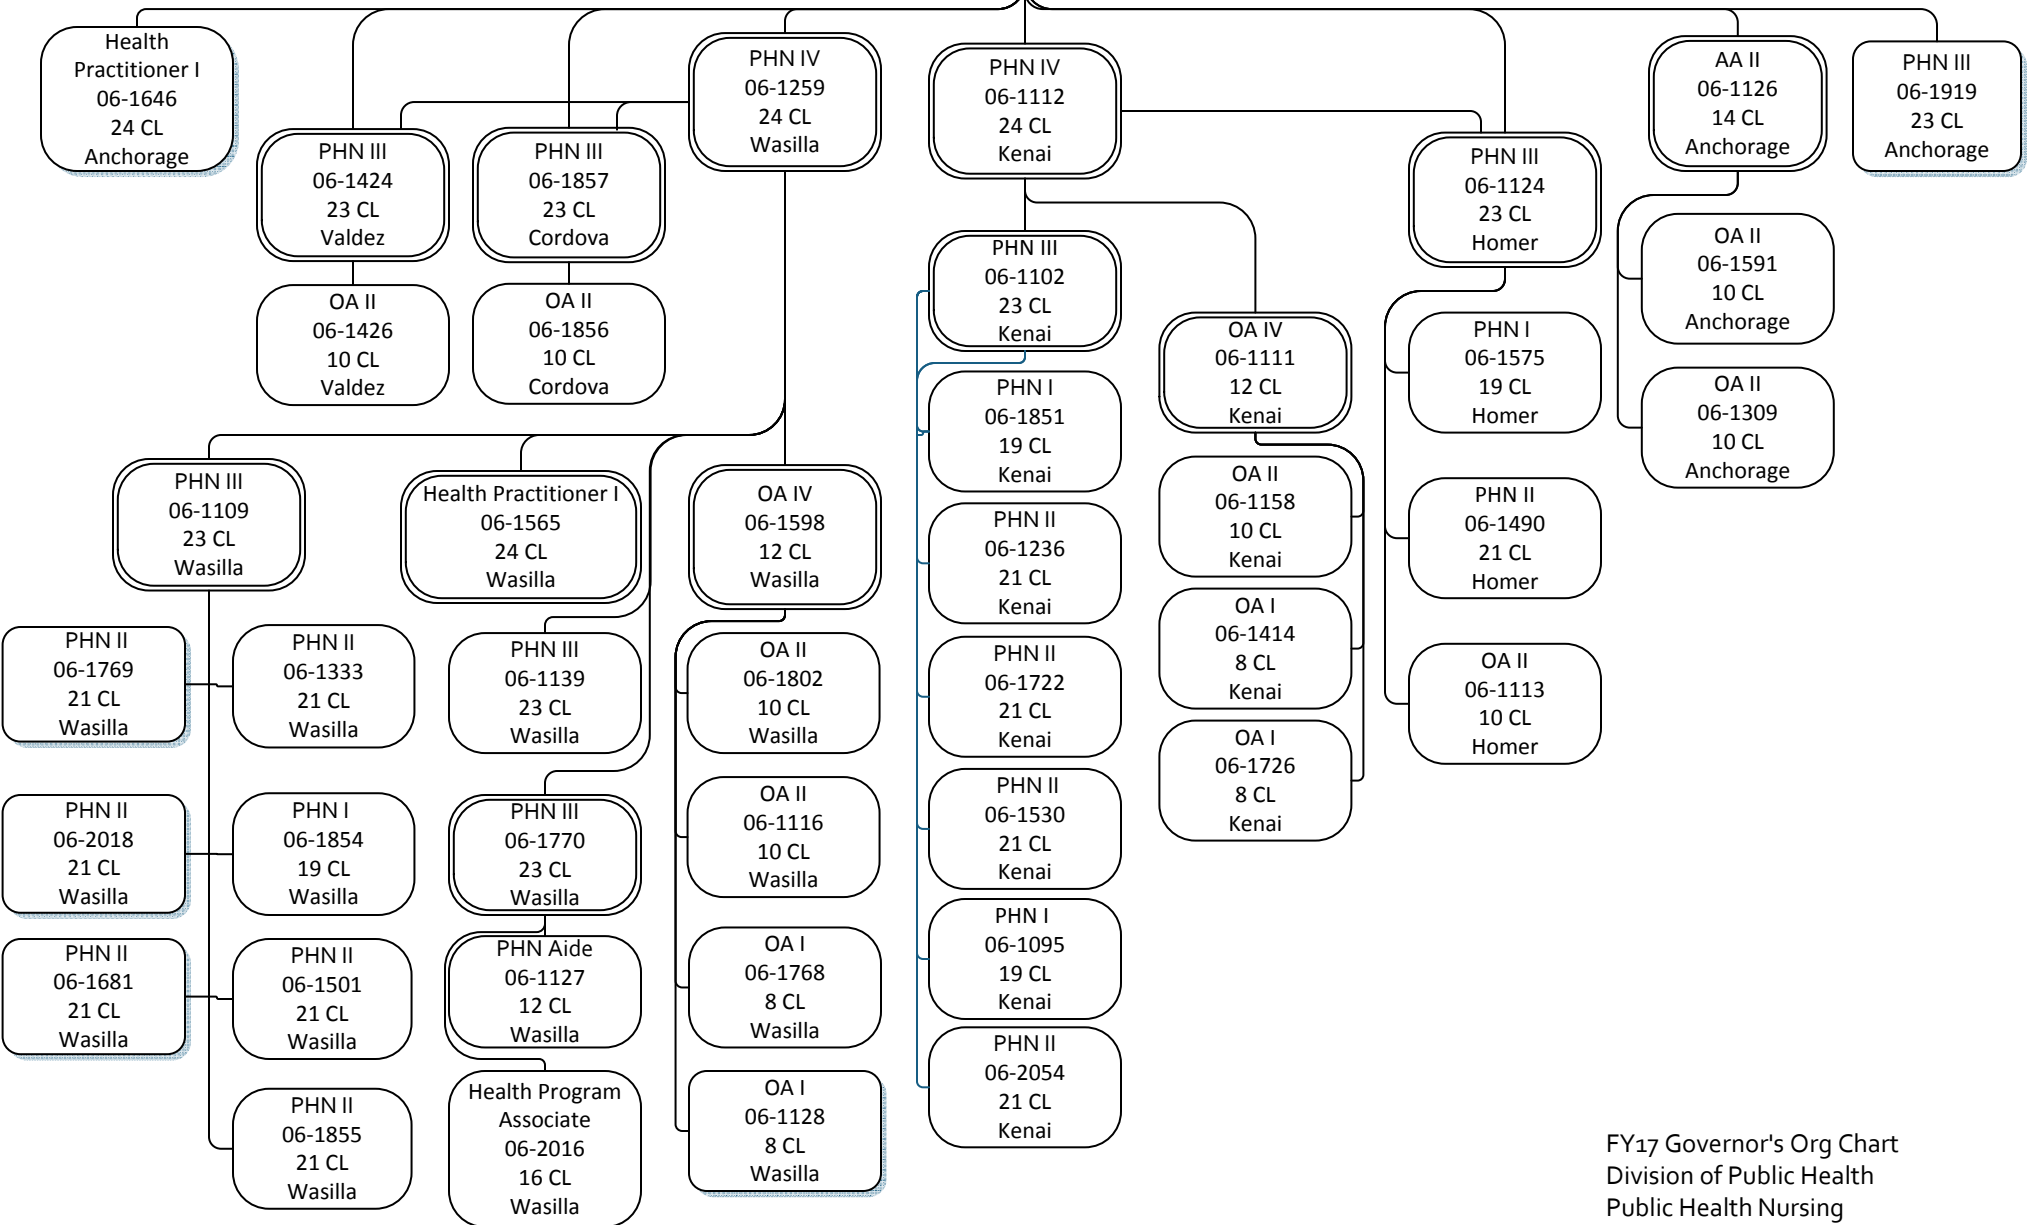 Health
Practitioner I
06-1646
24 CL
Anchorage
PHN III
06-1424
23 CL
Valdez
OA II
06-1426
10 CL
Valdez
PHN III
06-1857
23 CL
Cordova
OA II
06-1856
10 CL
Cordova
PHN IV
06-1259
24 CL
Wasilla
PHN IV
06-1112
24 CL
Kenai
PHN III
06-1124
23 CL
Homer
AA II
06-1126
14 CL
Anchorage
PHN III
06-1919
23 CL
Anchorage
OA II
06-1591
10 CL
Anchorage
OA II
06-1309
10 CL
Anchorage
PHN III
06-1109
23 CL
Wasilla
PHN II
06-1769
21 CL
Wasilla
PHN II
06-1333
21 CL
Wasilla
PHN II
06-2018
21 CL
Wasilla
PHN I
06-1854
19 CL
Wasilla
PHN II
06-1681
21 CL
Wasilla
PHN II
06-1501
21 CL
Wasilla
PHN II
06-1855
21 CL
Wasilla
Health Practitioner I
06-1565
24 CL
Wasilla
PHN III
06-1139
23 CL
Wasilla
PHN III
06-1770
23 CL
Wasilla
PHN Aide
06-1127
12 CL
Wasilla
Health Program
Associate
06-2016
16 CL
Wasilla
OA IV
06-1598
12 CL
Wasilla
OA II
06-1802
10 CL
Wasilla
OA II
06-1116
10 CL
Wasilla
OA I
06-1768
8 CL
Wasilla
OA I
06-1128
8 CL
Wasilla
PHN III
06-1102
23 CL
Kenai
PHN I
06-1851
19 CL
Kenai
PHN II
06-1236
21 CL
Kenai
PHN II
06-1722
21 CL
Kenai
PHN II
06-1530
21 CL
Kenai
PHN I
06-1095
19 CL
Kenai
PHN II
06-2054
21 CL
Kenai
OA IV
06-1111
12 CL
Kenai
OA II
06-1158
10 CL
Kenai
OA I
06-1414
8 CL
Kenai
OA I
06-1726
8 CL
Kenai
PHN I
06-1575
19 CL
Homer
PHN II
06-1490
21 CL
Homer
OA II
06-1113
10 CL
Homer
FY17 Governor's Org Chart
Division of Public Health
Public Health Nursing